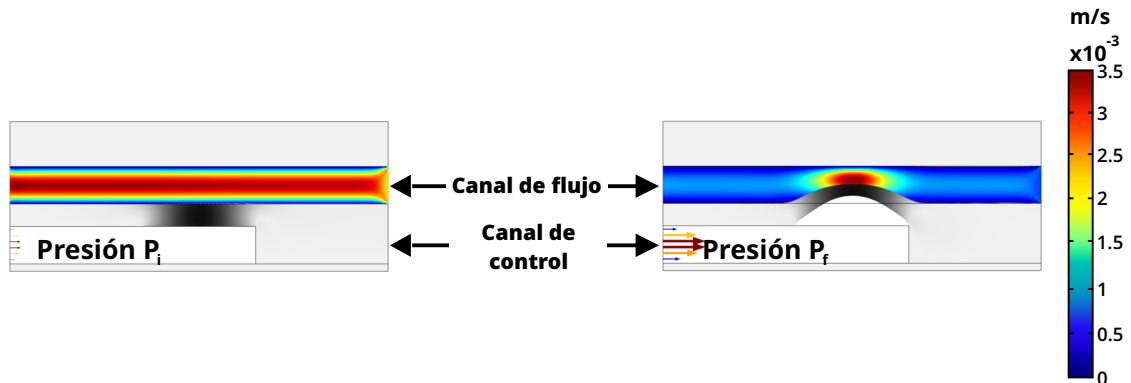 m/s
x10⁻³
3.5
3
2.5
2
1.5
1
0.5
0
Canal de flujo
Canal de
control
Presión Pᵢ
Presión P_f